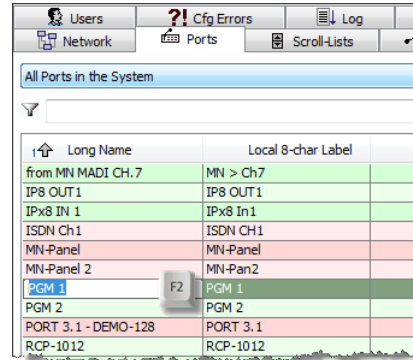 Users ?! Cfg Errors Log
Network Ports Scroll-Lists
All Ports in the System
1 Long Name Local 8-char Label
from MN MADI CH.7 MN > Ch7
IP8 OUT1 IP8 OUT1
IPx8 IN 1 IPx8 In1
ISDN Ch1 ISDN CH1
MN-Panel MN-Panel
MN-Panel 2 MN-Pan2
PGM 1 F2 PGM 1
PGM 2 PGM 2
PORT 3.1 - DEMO-128 PORT 3.1
RCP-1012 RCP-1012